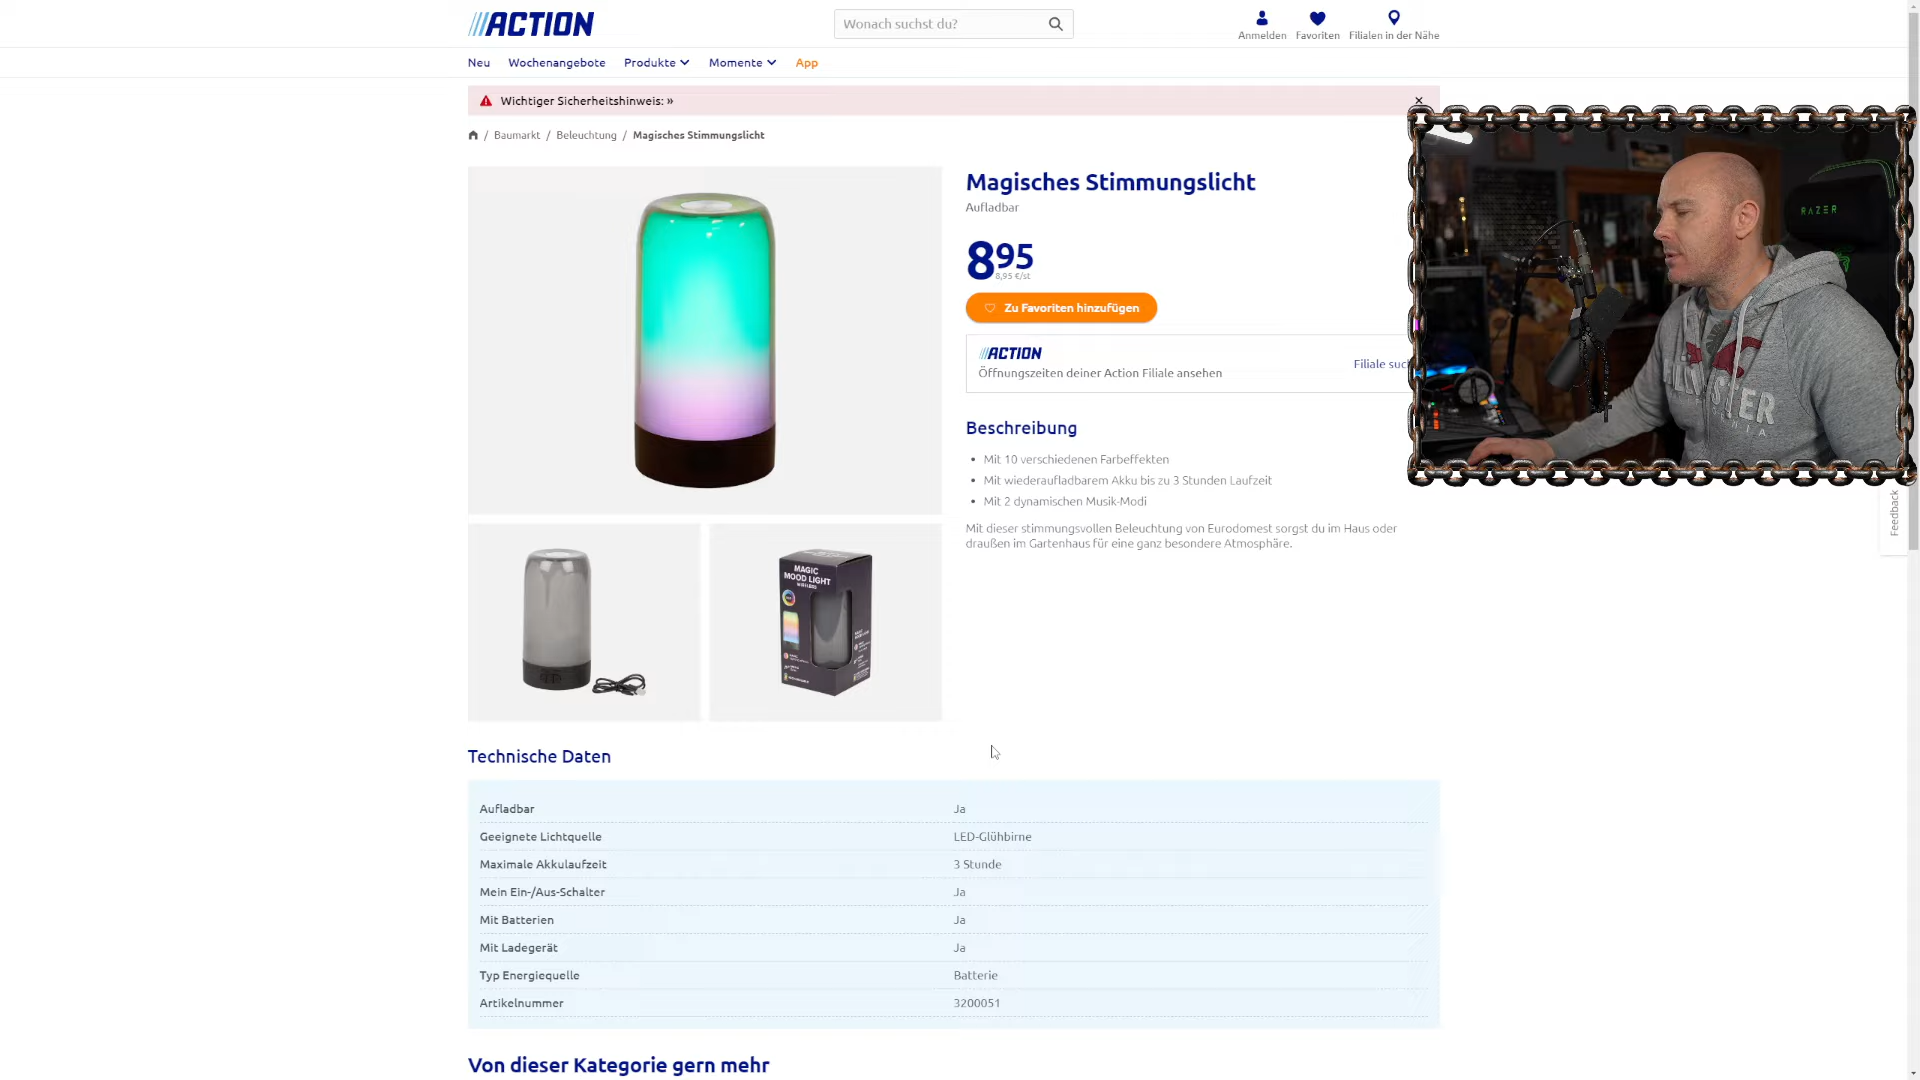 ACTION
Wonach suchst du?
Anmelden
Favoriten
Filialen in der Nähe
Neu
Wochenangebote
Produkte
Momente
App
Wichtiger Sicherheitshinweis: »
/ Baumarkt / Beleuchtung / Magisches Stimmungslicht
Magisches Stimmungslicht
Aufladbar
8 95
8,95 €/st
Zu Favoriten hinzufügen
ACTION
Öffnungszeiten deiner Action Filiale ansehen
Filiale
Beschreibung
• Mit 10 verschiedenen Farbeffekten
• Mit wiederaufladbarem Akku bis zu 3 Stunden Laufzeit
• Mit 2 dynamischen Musik-Modi
Mit dieser stimmungsvollen Beleuchtung von Eurodomest sorgst du im Haus oder
draußen im Gartenhaus für eine ganz besondere Atmosphäre.
RAZER
Feedback
MAGIC
MOOD LIGHT
Technische Daten
Aufladbar Ja
Geeignete Lichtquelle LED-Glühbirne
Maximale Akkulaufzeit 3 Stunde
Mein Ein-/Aus-Schalter Ja
Mit Batterien Ja
Mit Ladegerät Ja
Typ Energiequelle Batterie
Artikelnummer 3200051
Von dieser Kategorie gern mehr